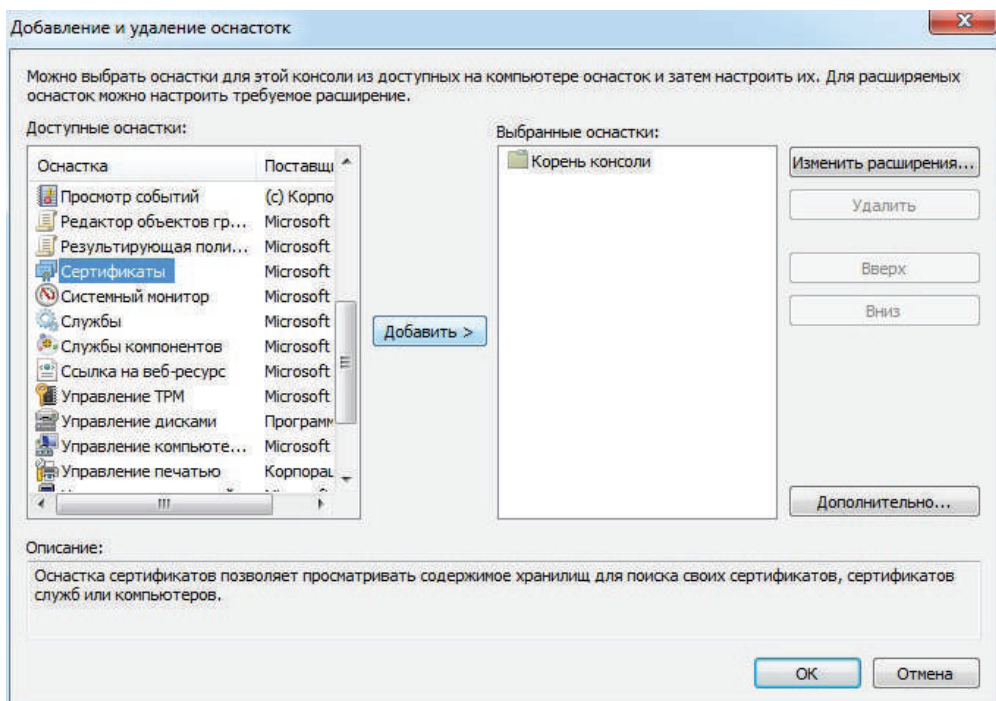 Добавление и удаление оснастотк
Можно выбрать оснастки для этой консоли из доступных на компьютере оснасток и затем настроить их. Для расширяемых
оснасток можно настроить требуемое расширение.
Доступные оснастки:
Оснастка Поставщи
Просмотр событий (c) Корпо
Редактор объектов гр... Microsoft
Результирующая поли... Microsoft
Сертификаты Microsoft
Системный монитор Microsoft
Службы Microsoft
Службы компонентов Microsoft
Ссылка на веб-ресурс Microsoft
Управление TPM Microsoft
Управление дисками Программ
Управление компьюте... Microsoft
Управление печатью Корпорац
Добавить >
Выбранные оснастки:
Корень консоли
Изменить расширения...
Удалить
Вверх
Вниз
Дополнительно...
Описание:
Оснастка сертификатов позволяет просматривать содержимое хранилищ для поиска своих сертификатов, сертификатов
служб или компьютеров.
ОК
Отмена